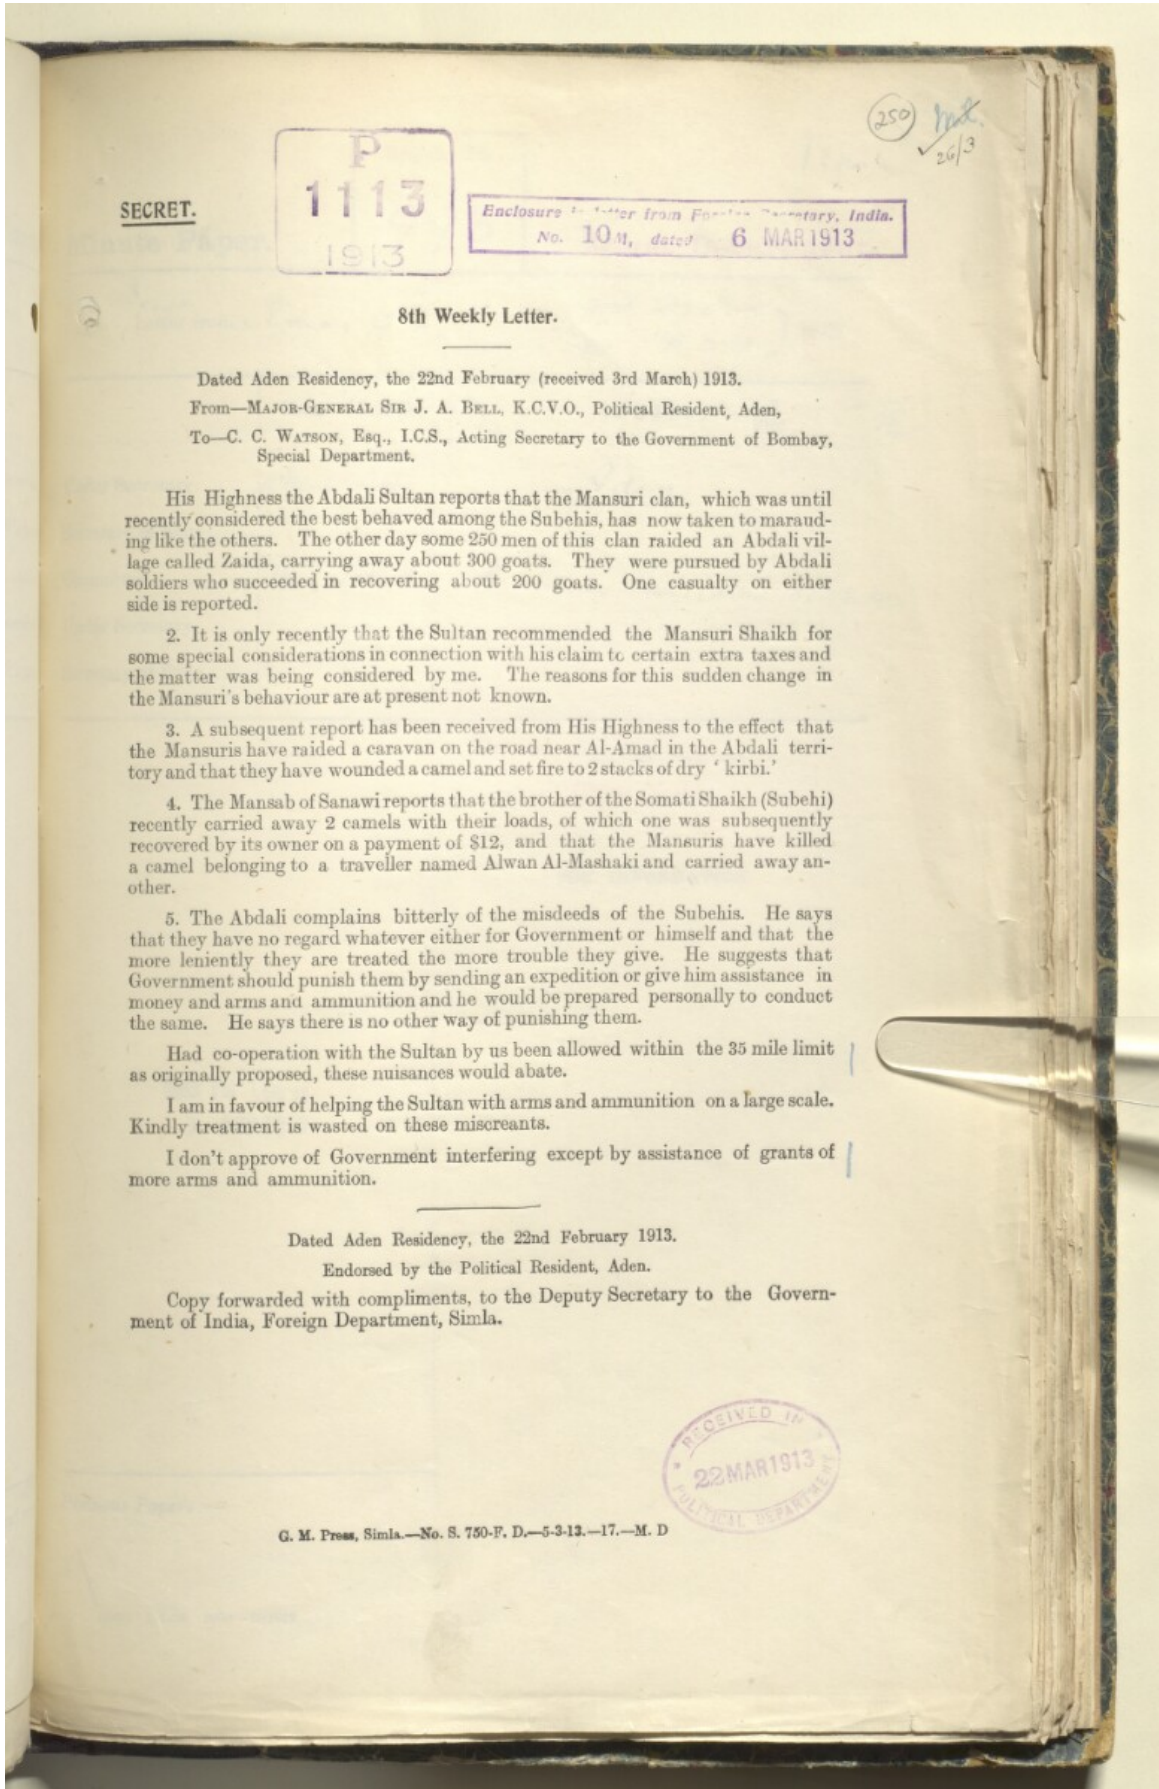 250
26/3
P
1113
1913
SECRET.
Enclosure letter from Secretary, India.
No. 10 M, dated 6 MAR 1913
8th Weekly Letter.
Dated Aden Residency, the 22nd February (received 3rd March) 1913.
From—MAJOR-GENERAL SIR J. A. BELL, K.C.V.O., Political Resident, Aden,
To—C. C. WATSON, Esq., I.C.S., Acting Secretary to the Government of Bombay,
Special Department.
His Highness the Abdali Sultan reports that the Mansuri clan, which was until
recently considered the best behaved among the Subehis, has now taken to maraud-
ing like the others. The other day some 250 men of this clan raided an Abdali vil-
lage called Zaida, carrying away about 300 goats. They were pursued by Abdali
soldiers who succeeded in recovering about 200 goats. One casualty on either
side is reported.
2. It is only recently that the Sultan recommended the Mansuri Shaikh for
some special considerations in connection with his claim to certain extra taxes and
the matter was being considered by me. The reasons for this sudden change in
the Mansuri's behaviour are at present not known.
3. A subsequent report has been received from His Highness to the effect that
the Mansuris have raided a caravan on the road near Al-Amad in the Abdali terri-
tory and that they have wounded a camel and set fire to 2 stacks of dry ' kirbi.'
4. The Mansab of Sanawi reports that the brother of the Somati Shaikh (Subehi)
recently carried away 2 camels with their loads, of which one was subsequently
recovered by its owner on a payment of $12, and that the Mansuris have killed
a camel belonging to a traveller named Alwan Al-Mashaki and carried away an-
other.
5. The Abdali complains bitterly of the misdeeds of the Subehis. He says
that they have no regard whatever either for Government or himself and that the
more leniently they are treated the more trouble they give. He suggests that
Government should punish them by sending an expedition or give him assistance in
money and arms and ammunition and he would be prepared personally to conduct
the same. He says there is no other way of punishing them.
Had co-operation with the Sultan by us been allowed within the 35 mile limit
as originally proposed, these nuisances would abate.
I am in favour of helping the Sultan with arms and ammunition on a large scale.
Kindly treatment is wasted on these miscreants.
I don't approve of Government interfering except by assistance of grants of
more arms and ammunition.
Dated Aden Residency, the 22nd February 1913.
Endorsed by the Political Resident, Aden.
Copy forwarded with compliments, to the Deputy Secretary to the Govern-
ment of India, Foreign Department, Simla.
RECEIVED IN
22 MAR 1913
POLITICAL DEPARTMENT
G. M. Press, Simla.—No. S. 750-F. D.—5-3-13.—17.—M. D